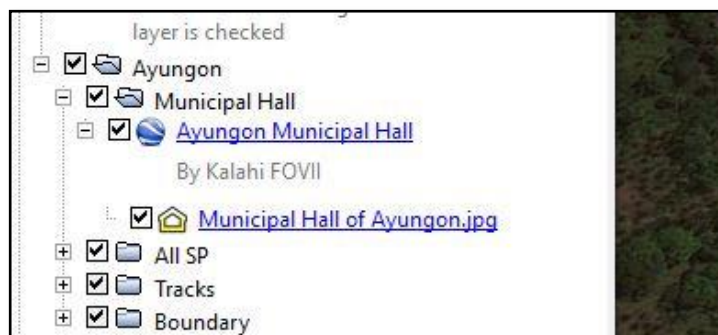 layer is checked
Ayungon
Municipal Hall
Ayungon Municipal Hall
By Kalahi FOVII
Municipal Hall of Ayungon.jpg
All SP
Tracks
Boundary